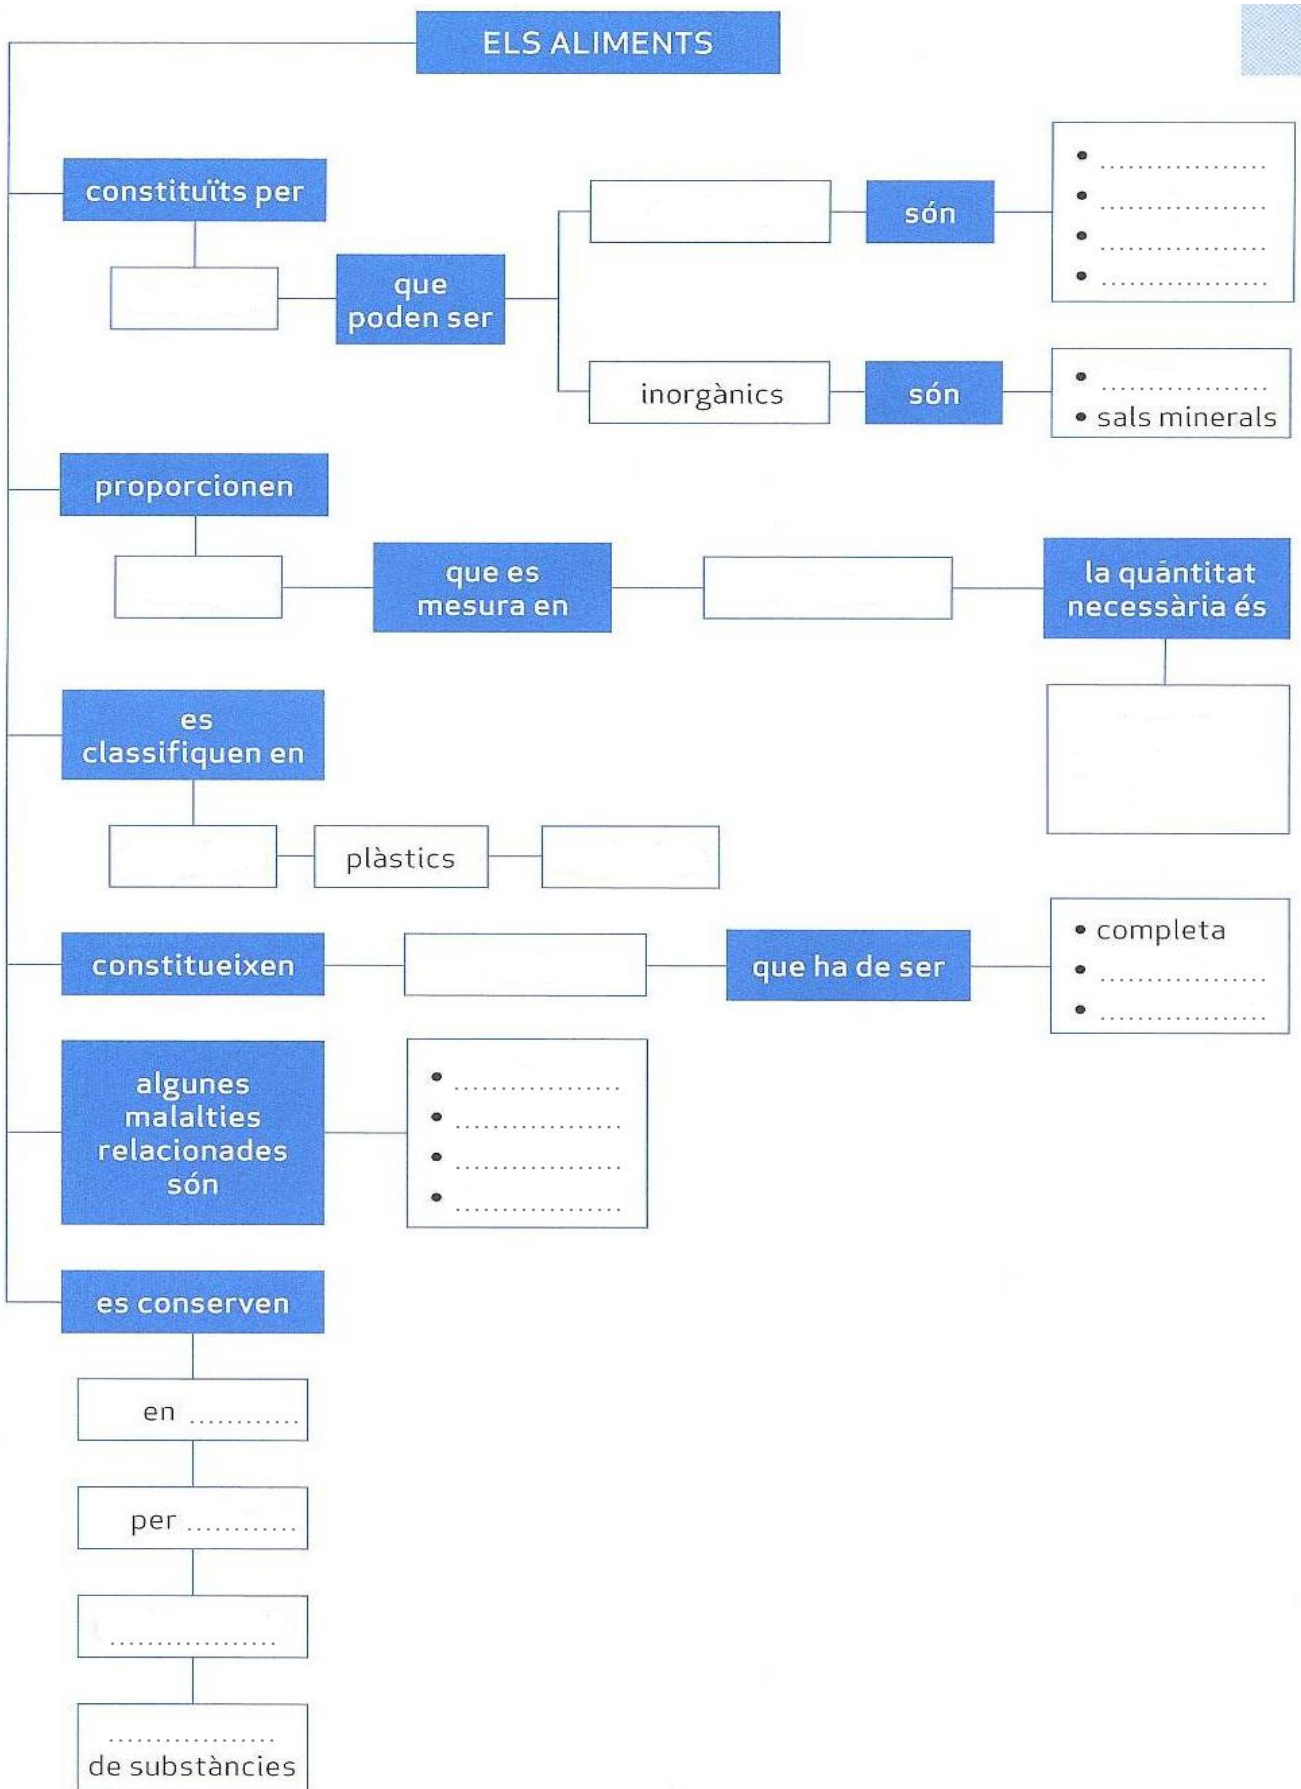 ELS ALIMENTS
constituïts per
que
poden ser
són
• ..................
• ..................
• ..................
• ..................
inorgànics
són
• ..................
• sals minerals
proporcionen
que es
mesura en
la quāntitat
necessària és
es
classifiquen en
plàstics
constitueixen
que ha de ser
• completa
• ..................
• ..................
algunes
malalties
relacionades
són
• ..................
• ..................
• ..................
• ..................
es conserven
en ............
per ............
..................
..................
de substàncies